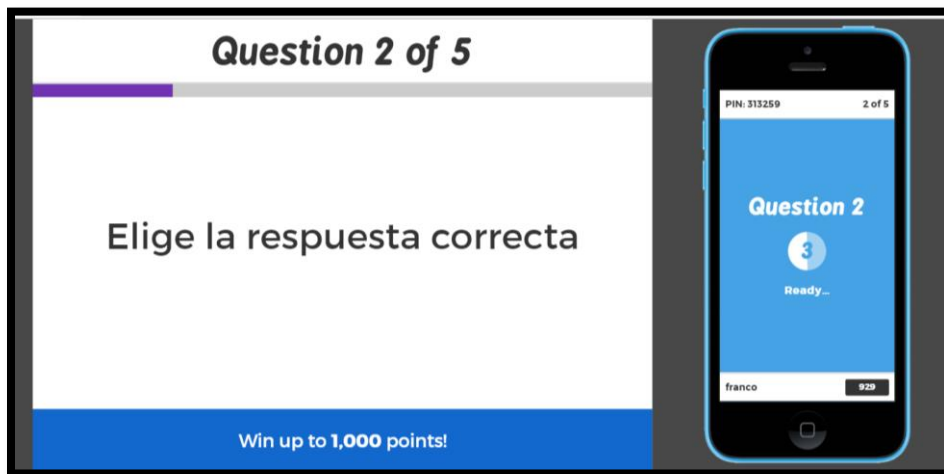 Question 2 of 5
Elige la respuesta correcta
Win up to 1,000 points!
PIN: 313259 2 of 5
Question 2
3
Ready...
franco 929